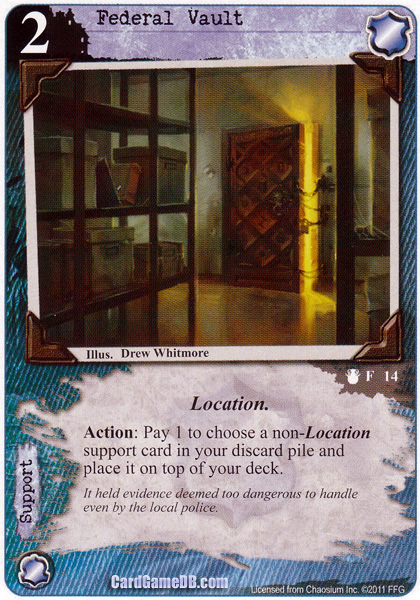 Federal Vault
2
Illus. Drew Whitmore
F 14
Location.
Action: Pay 1 to choose a non-Location
support card in your discard pile and
place it on top of your deck.
It held evidence deemed too dangerous to handle
even by the local police.
Support
CardGameDB.com
Licensed from Chaosium Inc. ©2011 FFG